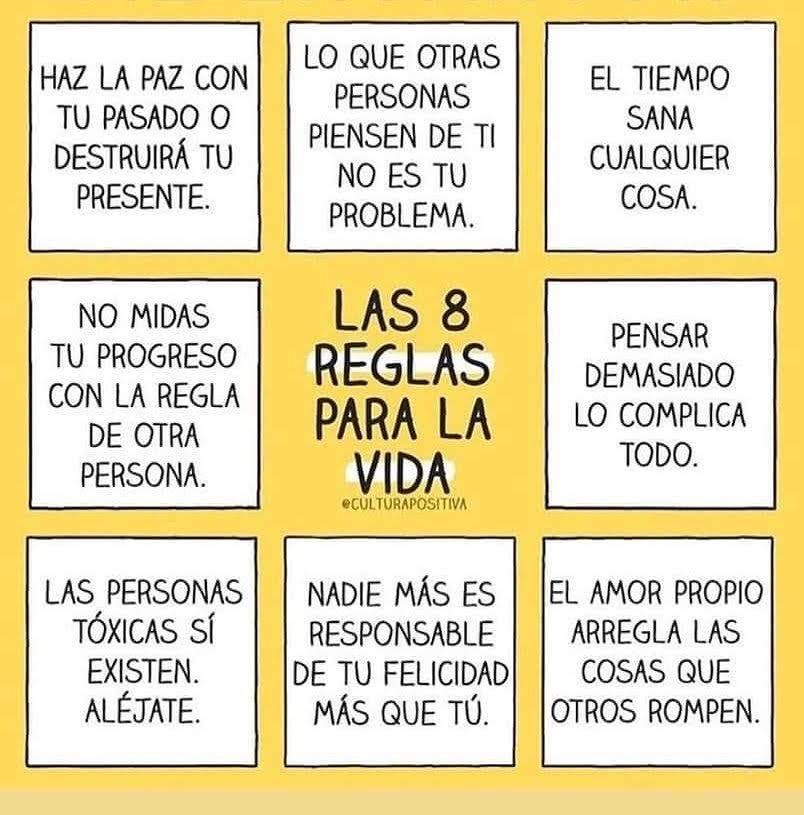 HAZ LA PAZ CON
TU PASADO O
DESTRUIRÁ TU
PRESENTE.
LO QUE OTRAS
PERSONAS
PIENSEN DE TI
NO ES TU
PROBLEMA.
EL TIEMPO
SANA
CUALQUIER
COSA.
NO MIDAS
TU PROGRESO
CON LA REGLA
DE OTRA
PERSONA.
LAS 8
REGLAS
PARA LA
VIDA
@CULTURAPOSITIVA
PENSAR
DEMASIADO
LO COMPLICA
TODO.
LAS PERSONAS
TÓXICAS SÍ
EXISTEN.
ALÉJATE.
NADIE MÁS ES
RESPONSABLE
DE TU FELICIDAD
MÁS QUE TÚ.
EL AMOR PROPIO
ARREGLA LAS
COSAS QUE
OTROS ROMPEN.